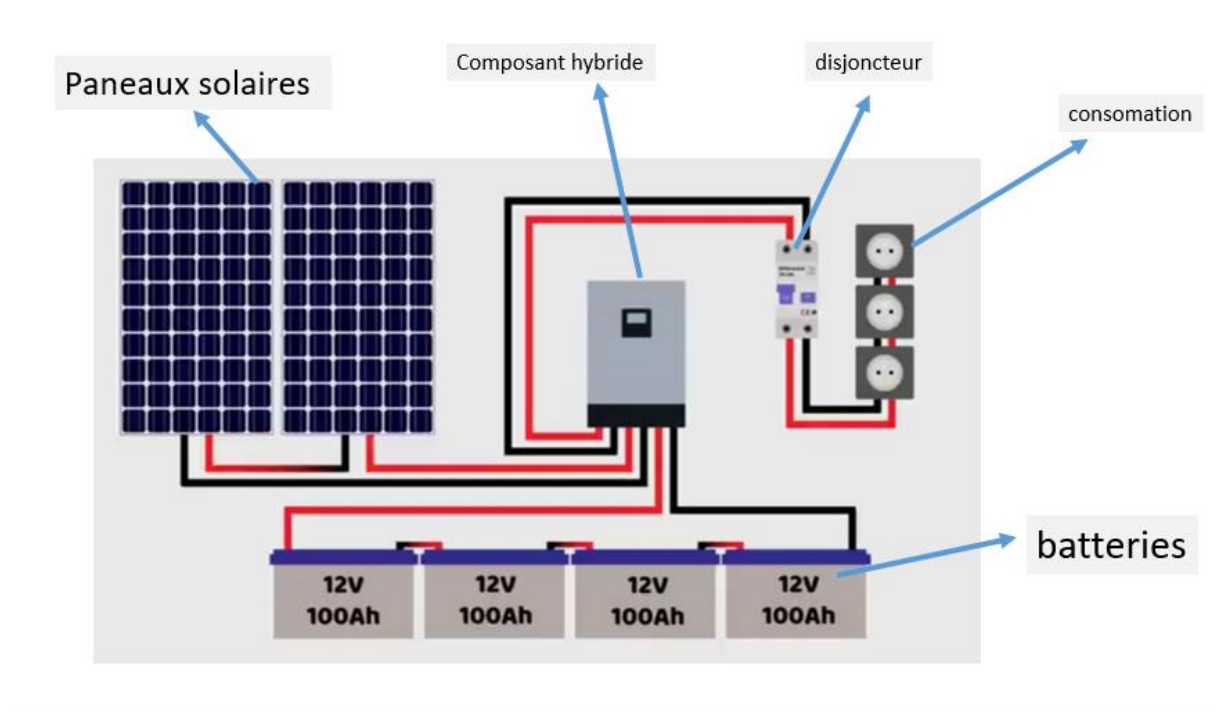 Composant hybride
disjoncteur
Paneaux solaires
consomation
batteries
12V
100Ah
12V
100Ah
12V
100Ah
12V
100Ah